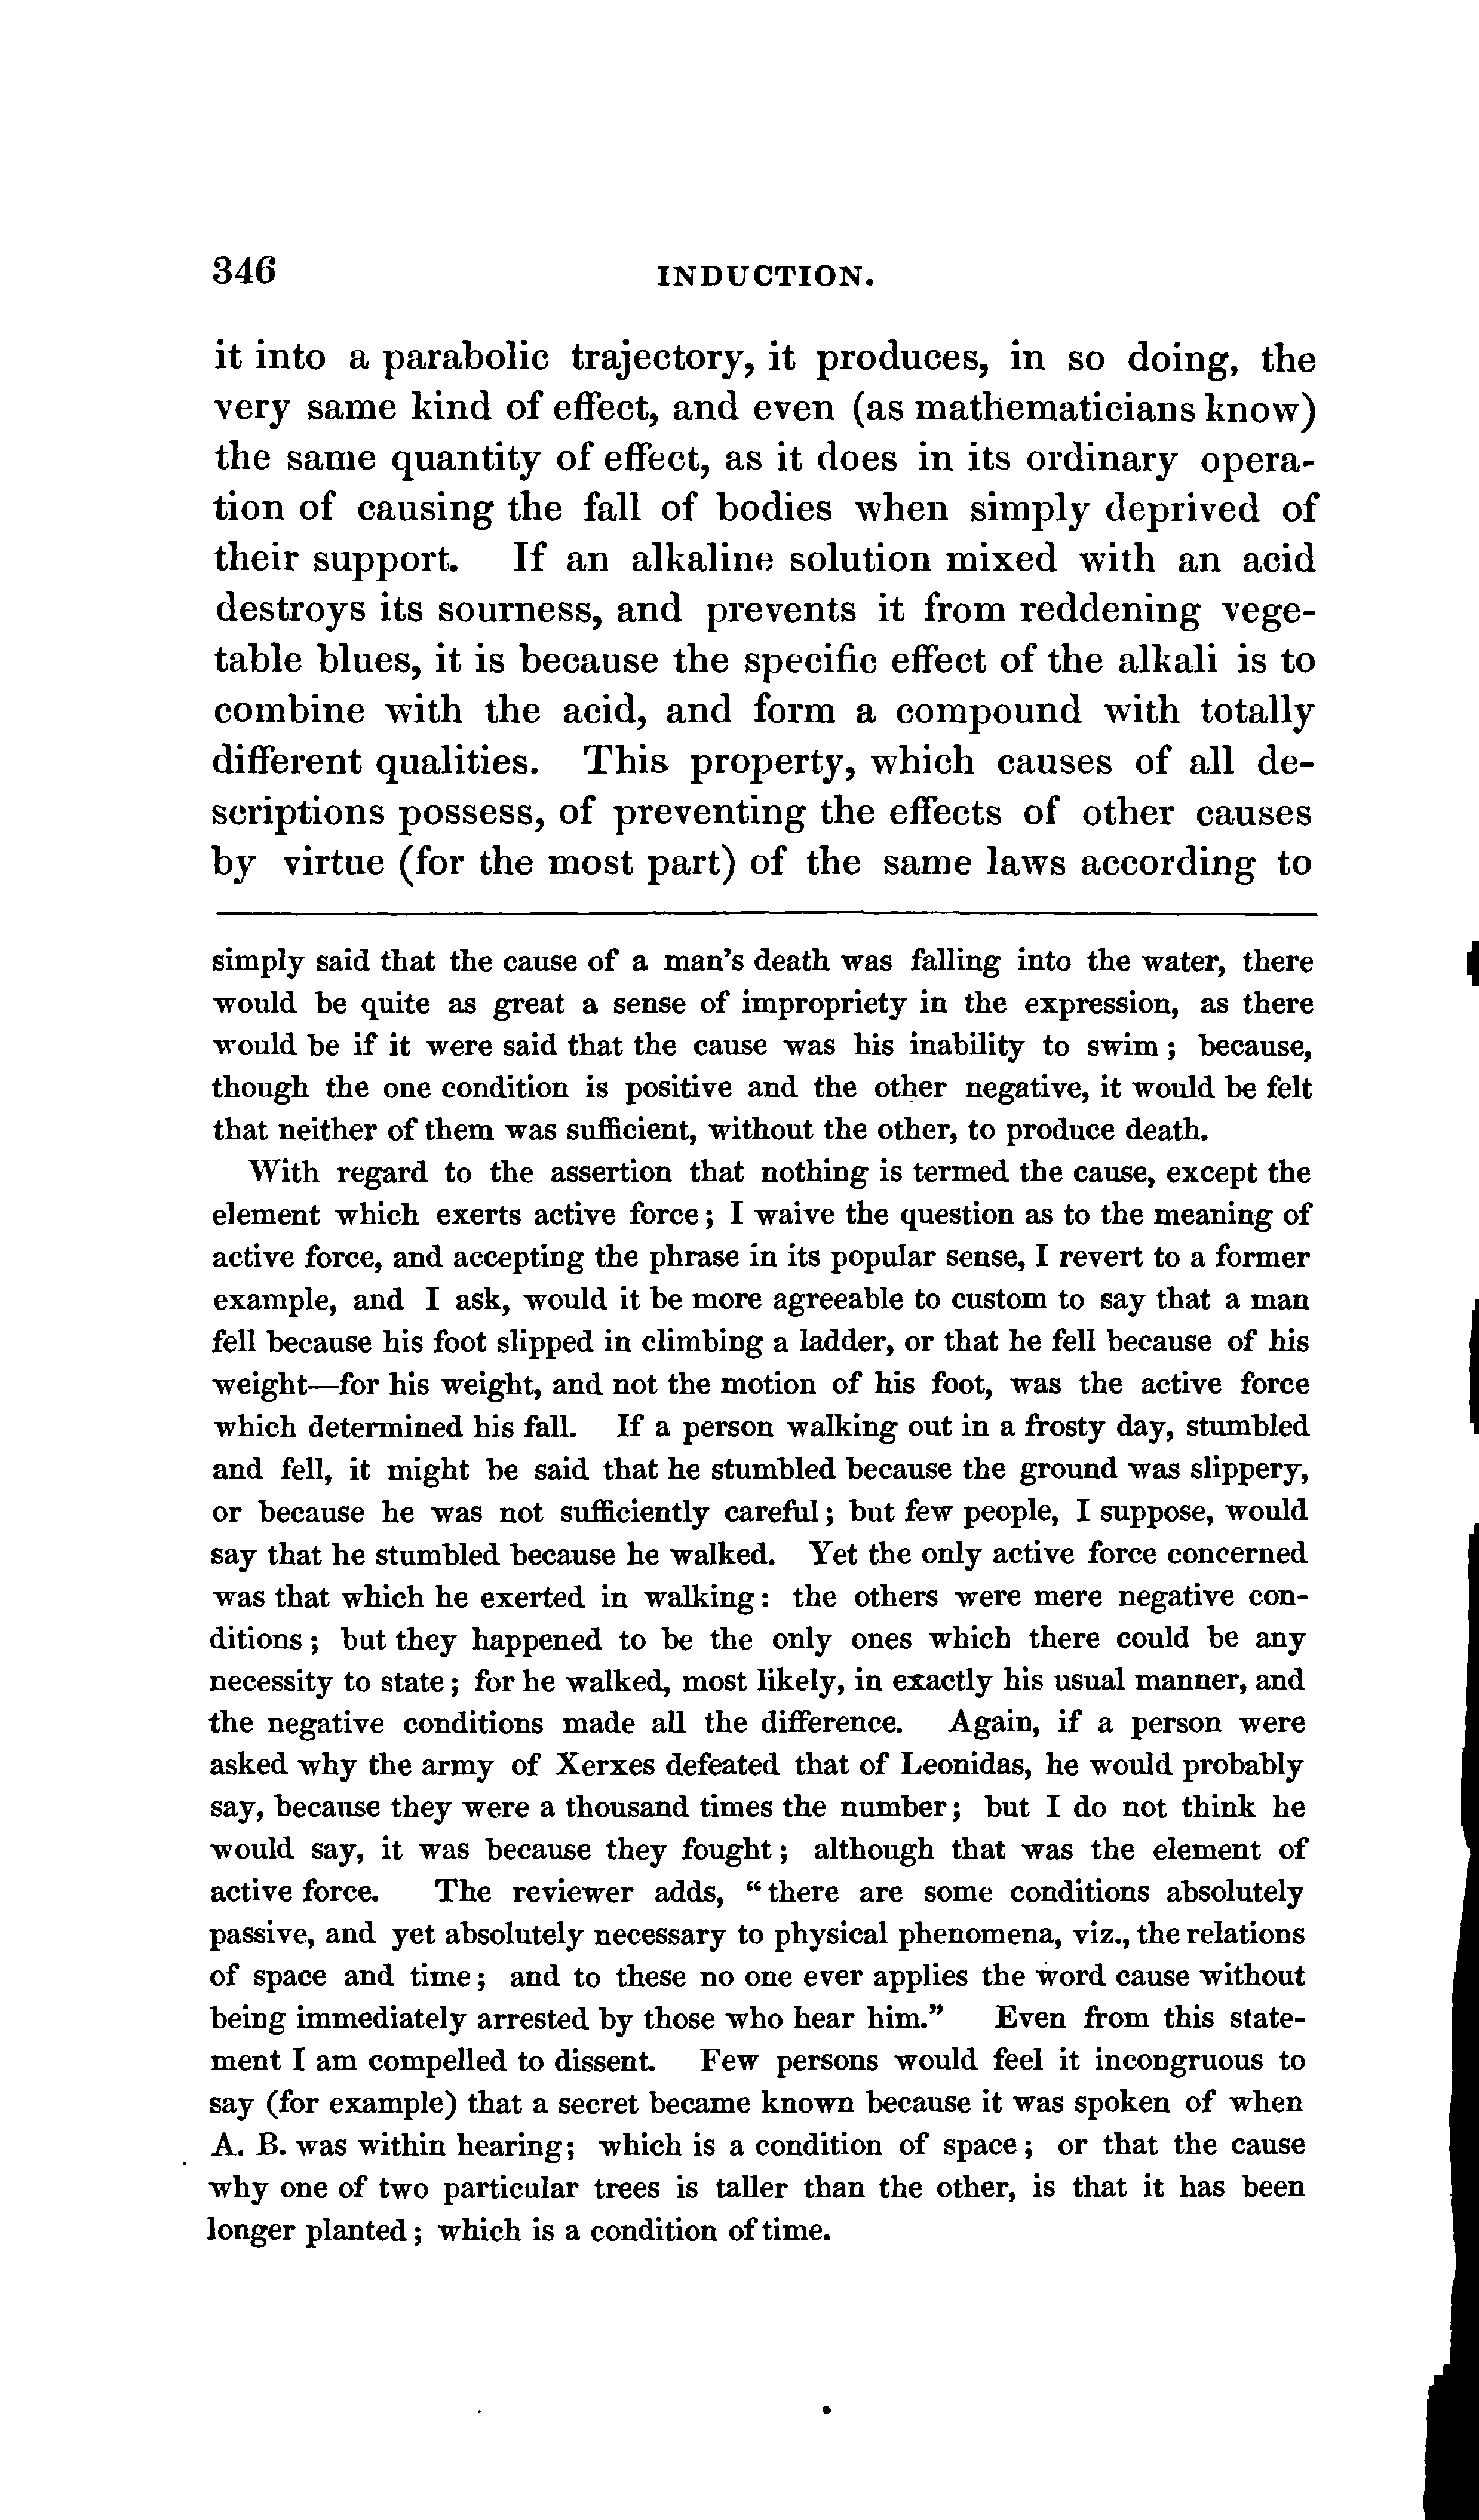 346 INDUCTION.
it into a parabolic trajectory, it produces, in so doing, the
very same kind of effect, and even (as mathematicians know)
the same quantity of effect, as it does in its ordinary opera-
tion of causing the fall of bodies when simply deprived of
their support. If an alkaline solution mixed with an acid
destroys its sourness, and prevents it from reddening vege-
table blues, it is because the specific effect of the alkali is to
combine with the acid, and form a compound with totally
different qualities. This property, which causes of all de-
scriptions possess, of preventing the effects of other causes
by virtue (for the most part) of the same laws according to
simply said that the cause of a man's death was falling into the water, there
would be quite as great a sense of impropriety in the expression, as there
would be if it were said that the cause was his inability to swim; because,
though the one condition is positive and the other negative, it would be felt
that neither of them was sufficient, without the other, to produce death.
With regard to the assertion that nothing is termed the cause, except the
element which exerts active force; I waive the question as to the meaning of
active force, and accepting the phrase in its popular sense, I revert to a former
example, and I ask, would it be more agreeable to custom to say that a man
fell because his foot slipped in climbing a ladder, or that he fell because of his
weight—for his weight, and not the motion of his foot, was the active force
which determined his fall. If a person walking out in a frosty day, stumbled
and fell, it might be said that he stumbled because the ground was slippery,
or because he was not sufficiently careful; but few people, I suppose, would
say that he stumbled because he walked. Yet the only active force concerned
was that which he exerted in walking: the others were mere negative con-
ditions; but they happened to be the only ones which there could be any
necessity to state; for he walked, most likely, in exactly his usual manner, and
the negative conditions made all the difference. Again, if a person were
asked why the army of Xerxes defeated that of Leonidas, he would probably
say, because they were a thousand times the number; but I do not think he
would say, it was because they fought; although that was the element of
active force. The reviewer adds, "there are some conditions absolutely
passive, and yet absolutely necessary to physical phenomena, viz., the relations
of space and time; and to these no one ever applies the word cause without
being immediately arrested by those who hear him." Even from this state-
ment I am compelled to dissent. Few persons would feel it incongruous to
say (for example) that a secret became known because it was spoken of when
A. B. was within hearing; which is a condition of space; or that the cause
why one of two particular trees is taller than the other, is that it has been
longer planted; which is a condition of time.